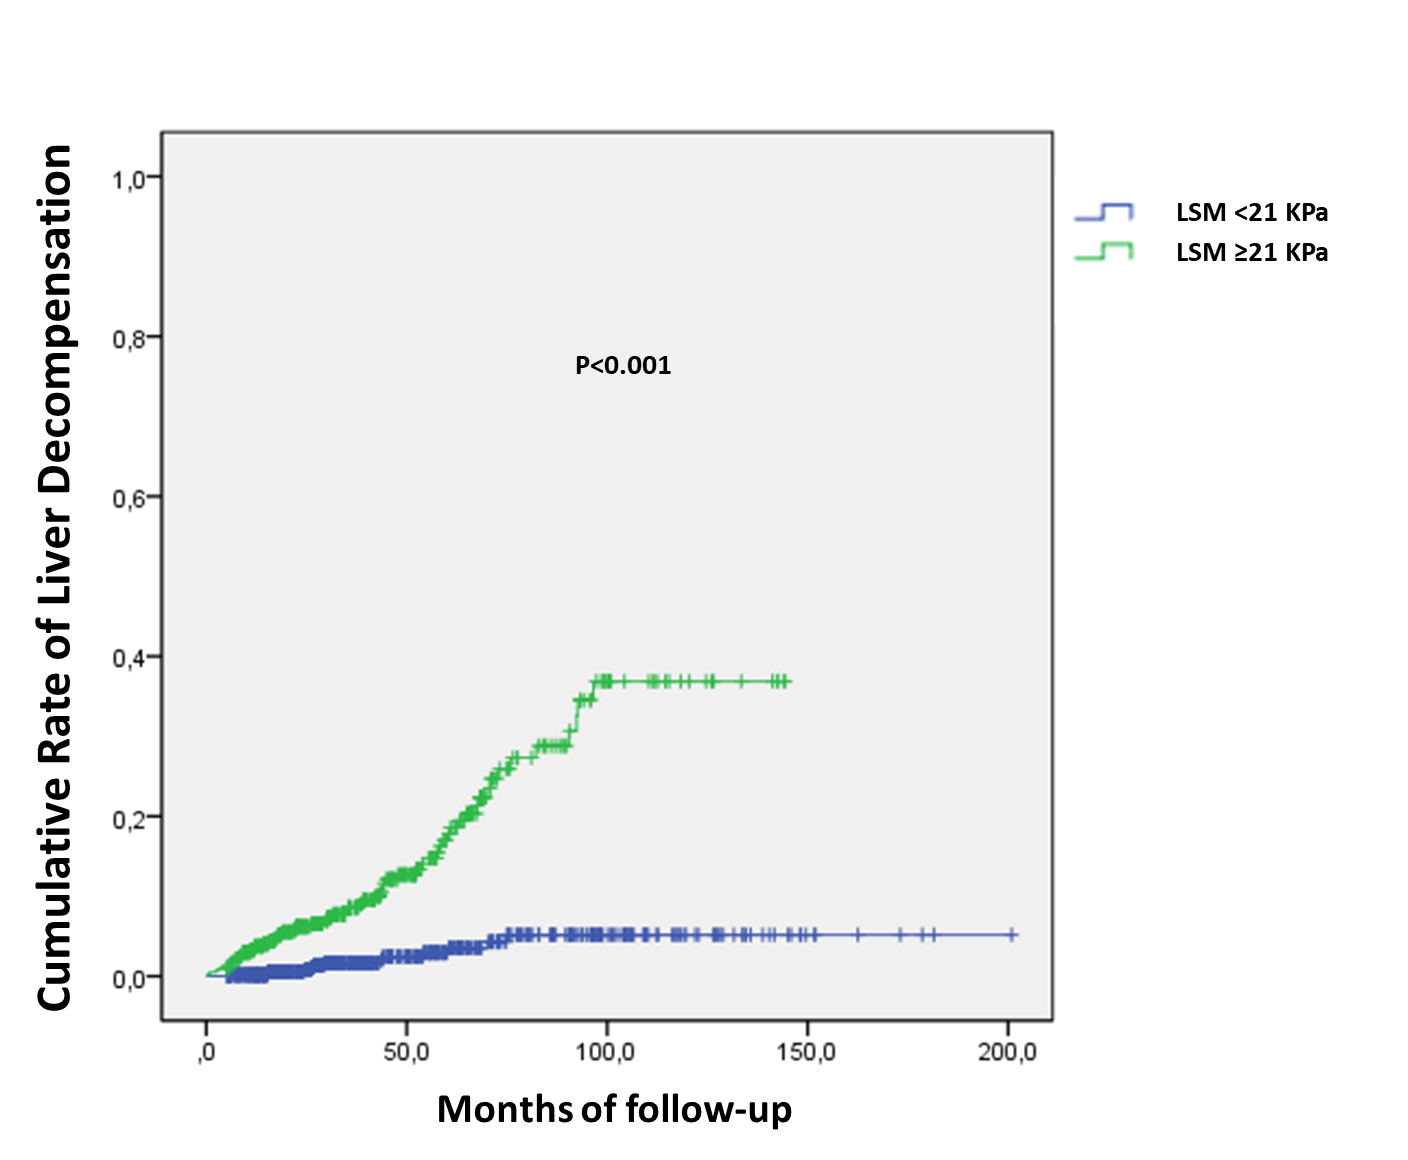 Cumulative Rate of Liver Decompensation
1,0
0,8
0,6
0,4
0,2
0,0
P<0.001
LSM <21 KPa
LSM ≥21 KPa
,0
50,0
100,0
150,0
200,0
Months of follow-up